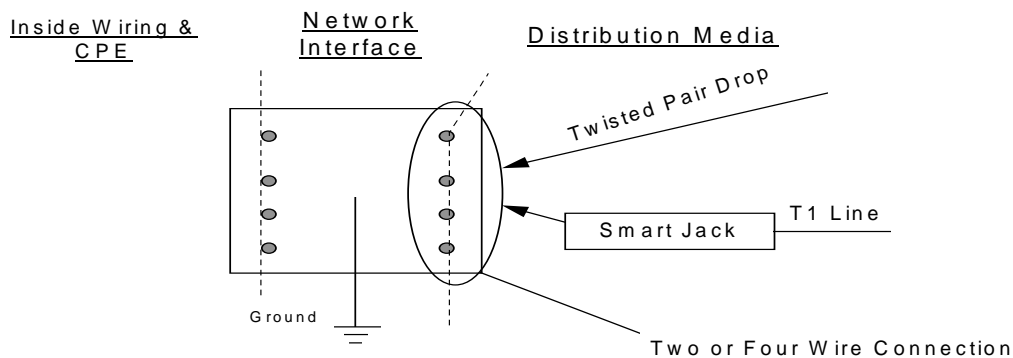 Inside Wiring &
CPE
Network
Interface
Distribution Media
Twisted Pair Drop
Smart Jack
T1 Line
Ground
Two or Four Wire Connection